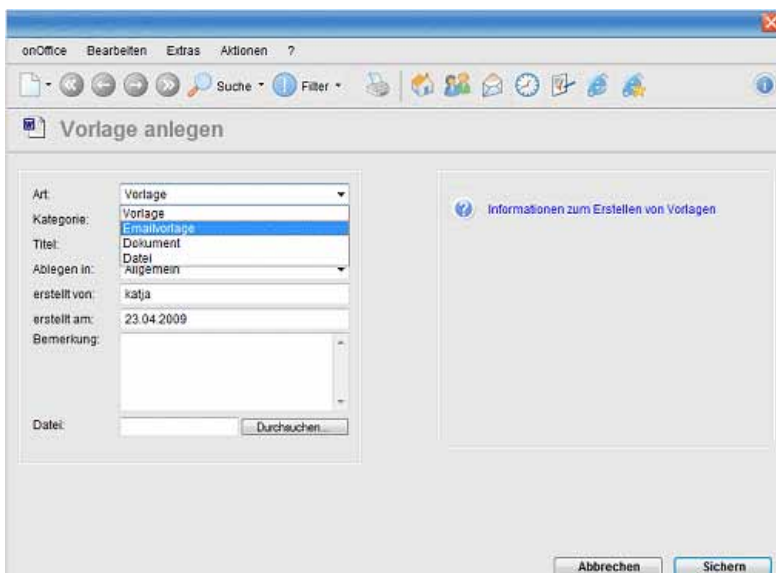 onOffice Bearbeiten Extras Aktionen ?
Suche Filter
Vorlage anlegen
Art: Vorlage
Vorlage
Kategorie:
Emailvorlage
Titel: Dokument
Datei
Ablegen in: Allgemein
erstellt von: katja
erstellt am: 23.04.2009
Bemerkung:
Datei: Durchsuchen...
Informationen zum Erstellen von Vorlagen
Abbrechen Sichern